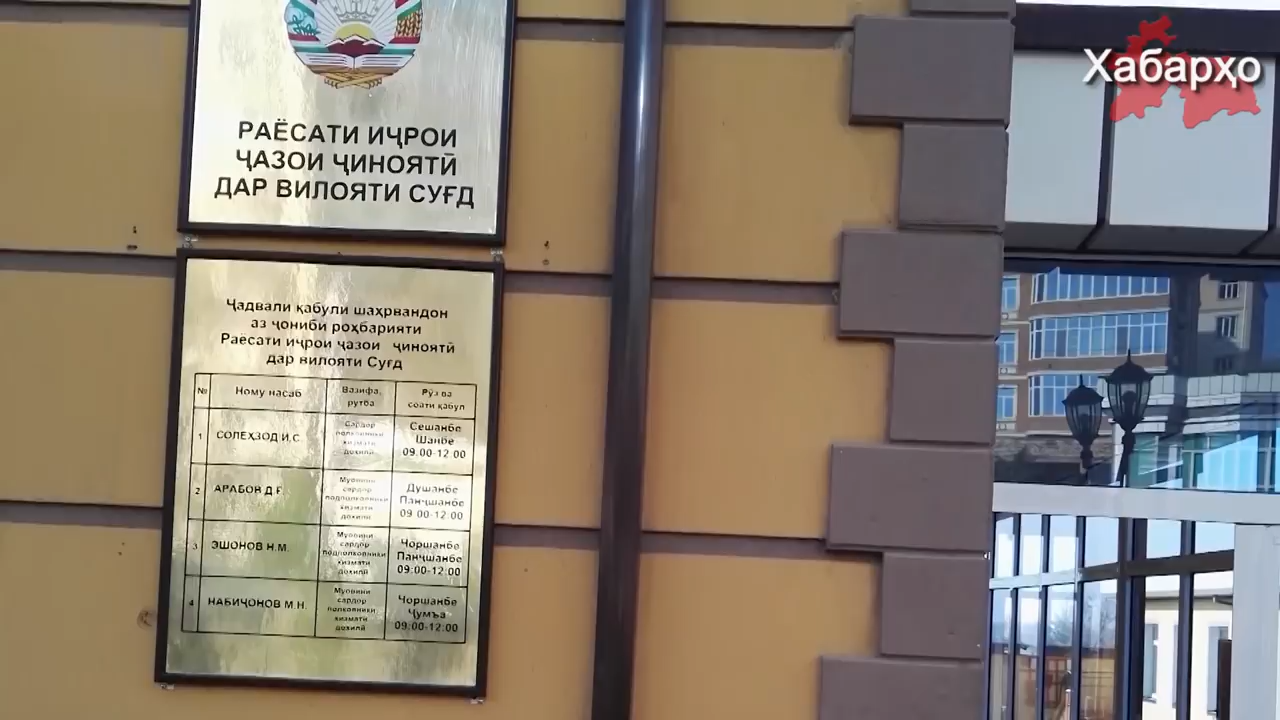 Хабарҳо
РАЁСАТИ ИҶРОИ
ҶАЗОИ ҶИНОЯТӢ
ДАР ВИЛОЯТИ СУҒД
Ҷадвали қабули шаҳрвандон
аз ҷониби роҳбарияти
Раёсати иҷрои ҷазои ҷиноятӣ
дар вилояти Суғд
№ Ному насаб Вазифа, рутба Рӯз ва соати қабул
1 СОЛЕҲЗОД И.С. Сардор полковники хизмати дохилӣ Сешанбе Шанбе 09:00-12:00
2 АРАБОВ Д.Ғ. Муовини сардор подполковники хизмати дохилӣ Душанбе Панҷшанбе 09:00-12:00
3 ЭШОНОВ Н.М. Муовини сардор подполковники хизмати дохилӣ Чоршанбе Панҷшанбе 09:00-12:00
4 НАБИҶОНОВ М.Н. Муовини сардор полковники хизмати дохилӣ Чоршанбе Ҷумъа 09:00-12:00